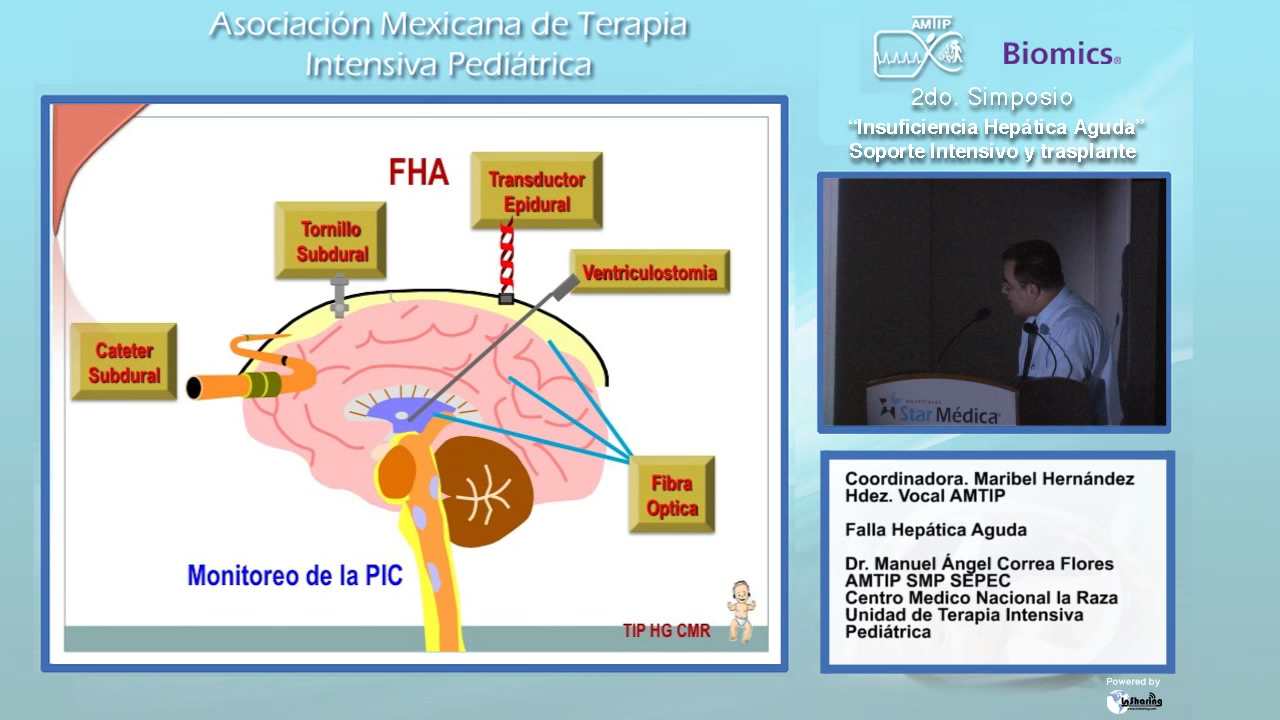 Asociación Mexicana de Terapia
Intensiva Pediátrica
AMTIP
Biomics®
2do. Simposio
“Insuficiencia Hepática Aguda”
Soporte Intensivo y trasplante
FHA
Transductor
Epidural
Tornillo
Subdural
Ventriculostomia
Cateter
Subdural
Fibra
Optica
Monitoreo de la PIC
TIP HG CMR
HOSPITALES
Star Médica
Coordinadora. Maribel Hernández
Hdez. Vocal AMTIP
Falla Hepática Aguda
Dr. Manuel Ángel Correa Flores
AMTIP SMP SEPEC
Centro Medico Nacional la Raza
Unidad de Terapia Intensiva
Pediátrica
Powered by
InSharing